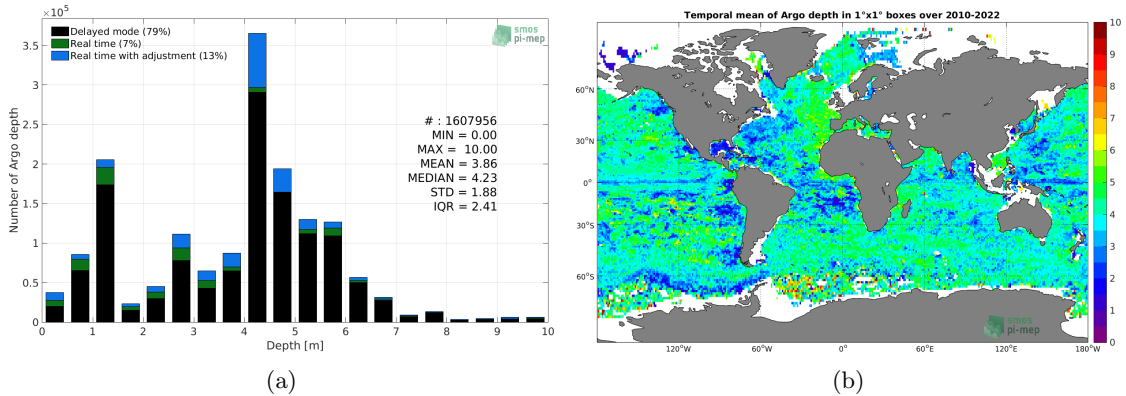 ×10⁵
Delayed mode (79%)
Real time (7%)
Real time with adjustment (13%)
smos
pi-mep
# : 1607956
MIN = 0.00
MAX = 10.00
MEAN = 3.86
MEDIAN = 4.23
STD = 1.88
IQR = 2.41
Number of Argo depth
3.5
3
2.5
2
1.5
1
0.5
0
0 1 2 3 4 5 6 7 8 9 10
Depth [m]
(a)
Temporal mean of Argo depth in 1°x1° boxes over 2010-2022
60°N
30°N
0°
30°S
60°S
120°W 60°W 0° 60°E 120°E 180°W
smos
pi-mep
10
9
8
7
6
5
4
3
2
1
0
(b)